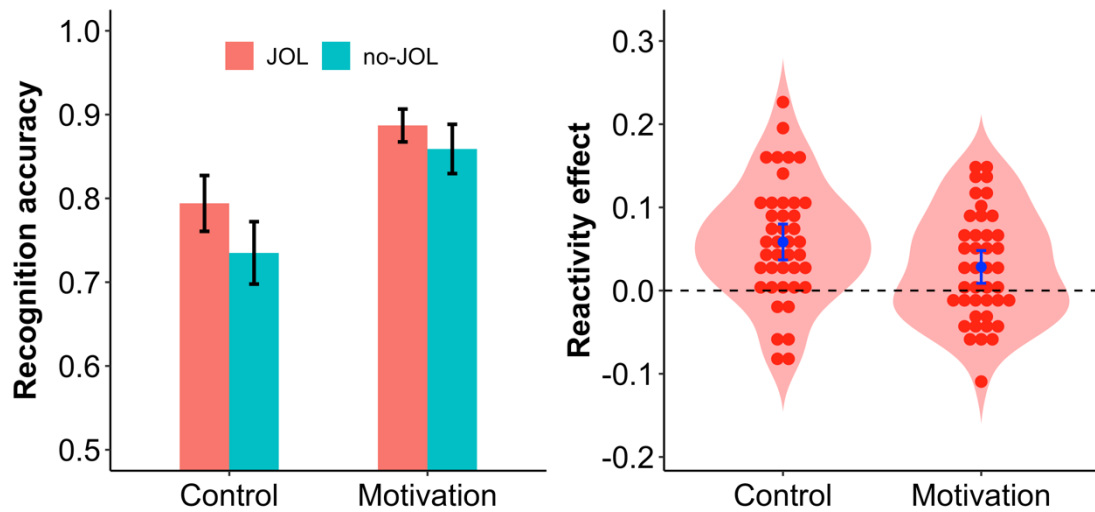 Recognition accuracy
1.0
0.9
0.8
0.7
0.6
0.5
JOL
no-JOL
Control
Motivation
Reactivity effect
0.3
0.2
0.1
0.0
-0.1
-0.2
Control
Motivation